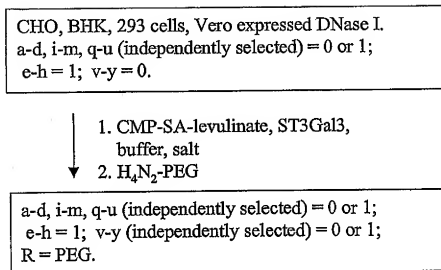 CHO, BHK, 293 cells, Vero expressed DNase I.
a-d, i-m, q-u (independently selected) = 0 or 1;
e-h = 1; v-y = 0.
1. CMP-SA-levulinate, ST3Gal3,
buffer, salt
2. H₄N₂-PEG
a-d, i-m, q-u (independently selected) = 0 or 1;
e-h = 1; v-y (independently selected) = 0 or 1;
R = PEG.